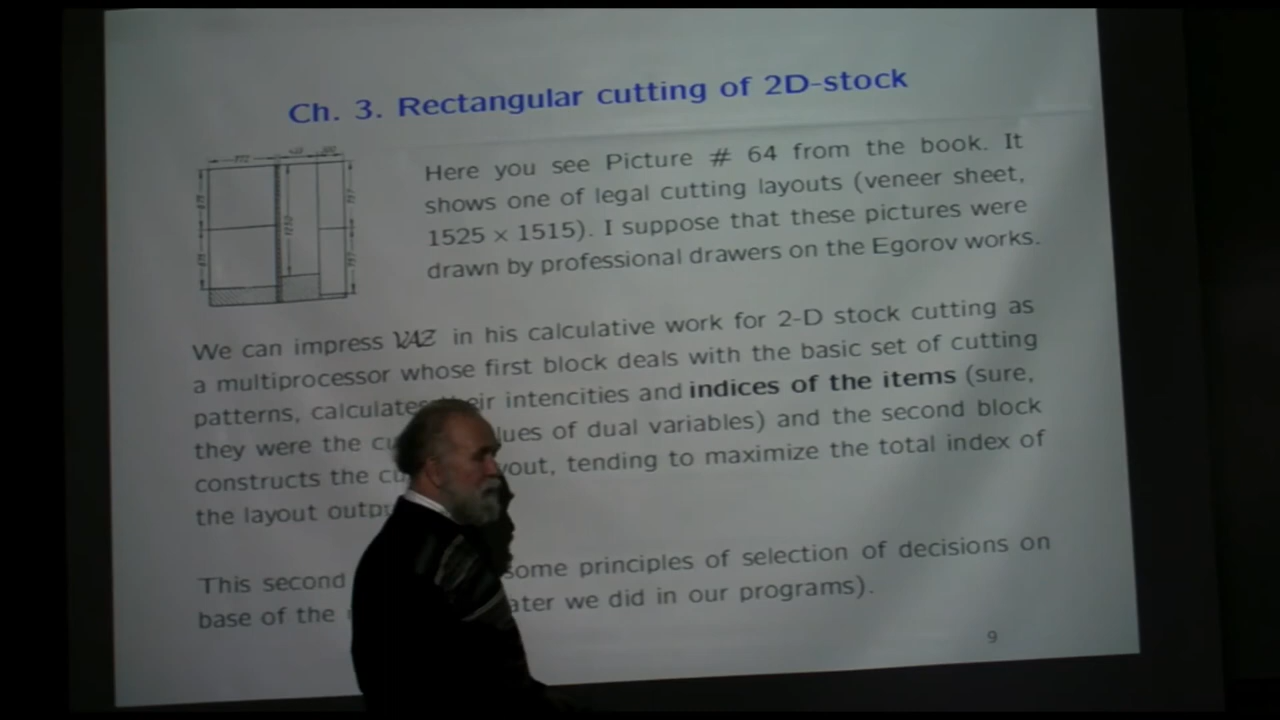 Ch. 3. Rectangular cutting of 2D-stock
Here you see Picture # 64 from the book. It
shows one of legal cutting layouts (veneer sheet,
1525 × 1515). I suppose that these pictures were
drawn by professional drawers on the Egorov works.
We can impress VAZ in his calculative work for 2-D stock cutting as
a multiprocessor whose first block deals with the basic set of cutting
patterns, calculates their intencities and indices of the items (sure,
they were the lues of dual variables) and the second block
constructs the yout, tending to maximize the total index of
the layout
This second some principles of selection of decisions on
base of the ater we did in our programs).
9